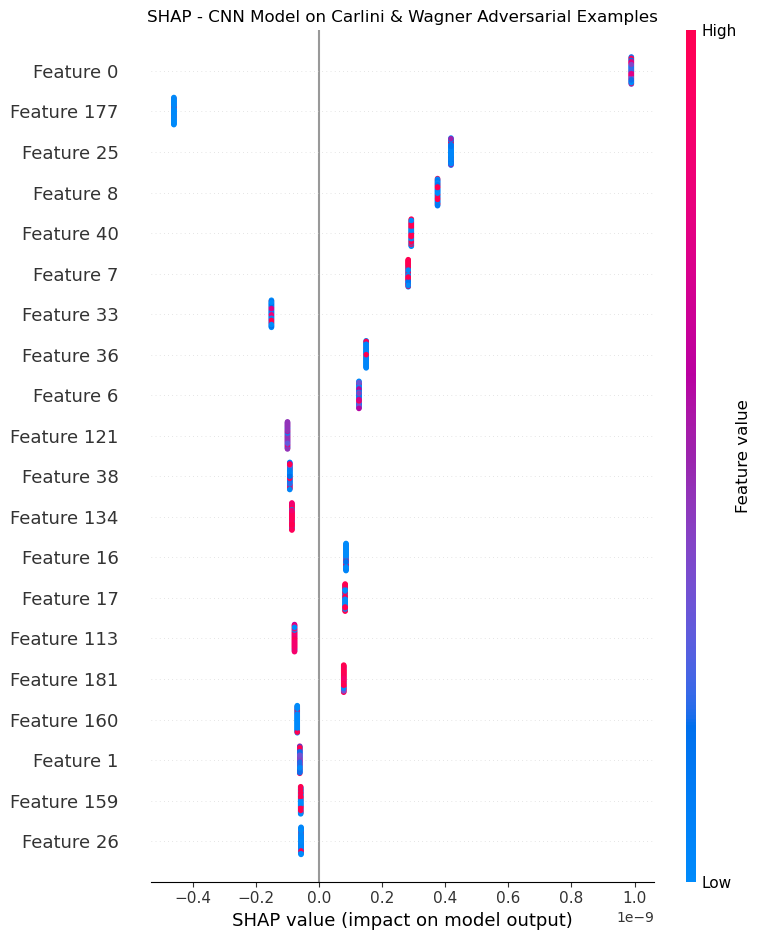 SHAP - CNN Model on Carlini & Wagner Adversarial Examples
High
Feature 0
Feature 177
Feature 25
Feature 8
Feature 40
Feature 7
Feature 33
Feature 36
Feature 6
Feature 121
Feature 38
Feature 134
Feature 16
Feature 17
Feature 113
Feature 181
Feature 160
Feature 1
Feature 159
Feature 26
Feature value
Low
−0.4 −0.2 0.0 0.2 0.4 0.6 0.8 1.0
1e−9
SHAP value (impact on model output)